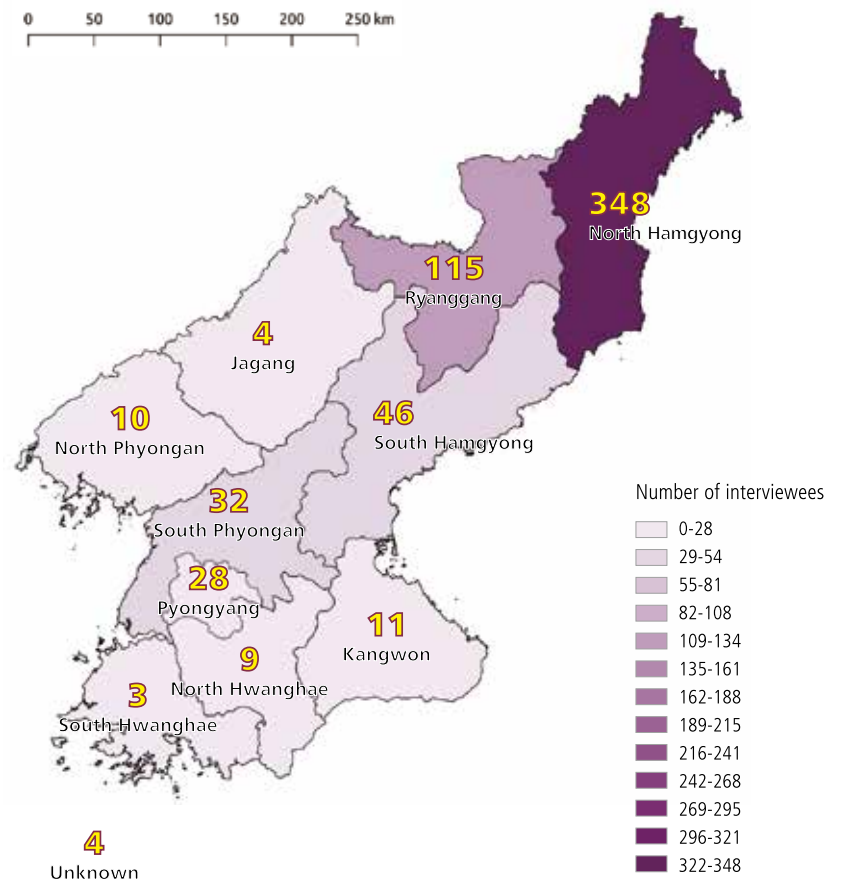 0 50 100 150 200 250 km
348
North Hamgyong
115
Ryanggang
4
Jagang
10
North Phyongan
46
South Hamgyong
32
South Phyongan
28
Pyongyang
11
Kangwon
9
North Hwanghae
3
South Hwanghae
4
Unknown
Number of interviewees
0-28
29-54
55-81
82-108
109-134
135-161
162-188
189-215
216-241
242-268
269-295
296-321
322-348